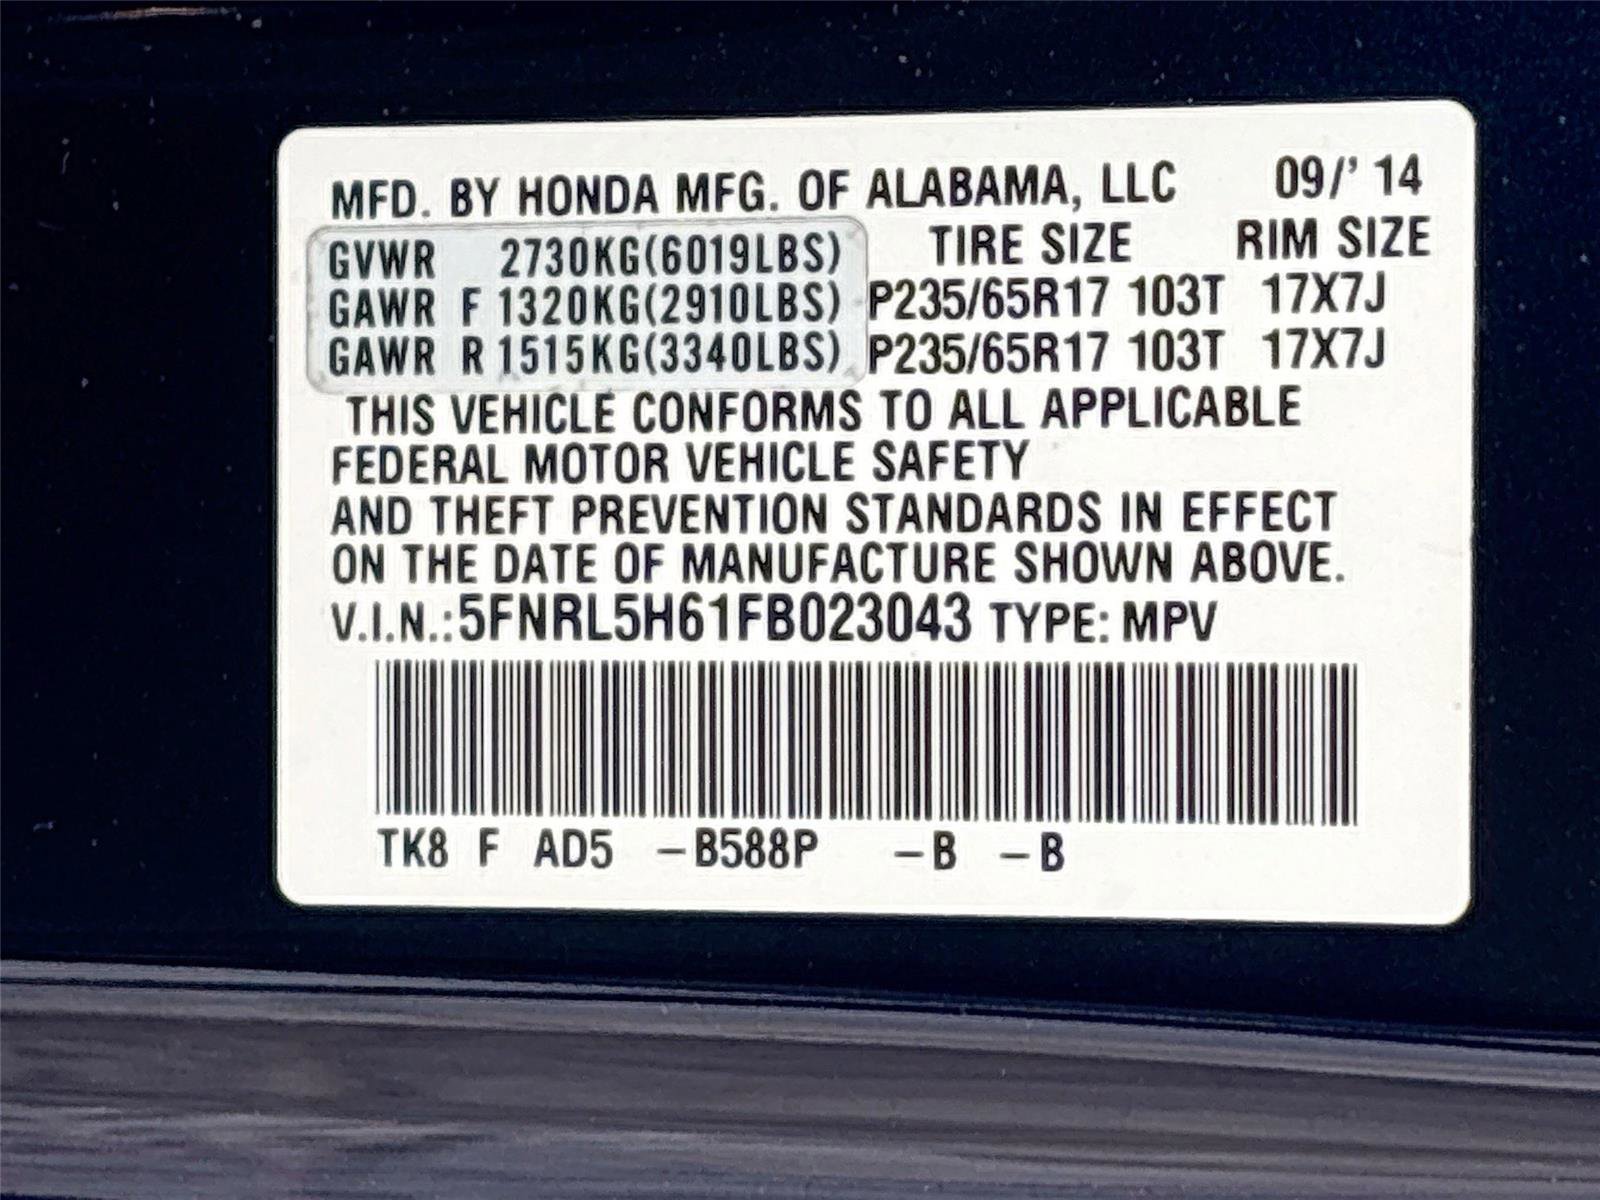 MFD. BY HONDA MFG. OF ALABAMA, LLC 09/' 14
GVWR 2730KG(6019LBS) TIRE SIZE RIM SIZE
GAWR F 1320KG(2910LBS) P235/65R17 103T 17X7J
GAWR R 1515KG(3340LBS) P235/65R17 103T 17X7J
THIS VEHICLE CONFORMS TO ALL APPLICABLE
FEDERAL MOTOR VEHICLE SAFETY
AND THEFT PREVENTION STANDARDS IN EFFECT
ON THE DATE OF MANUFACTURE SHOWN ABOVE.
V.I.N.:5FNRL5H61FB023043 TYPE: MPV
TK8 F AD5 -B588P -B -B